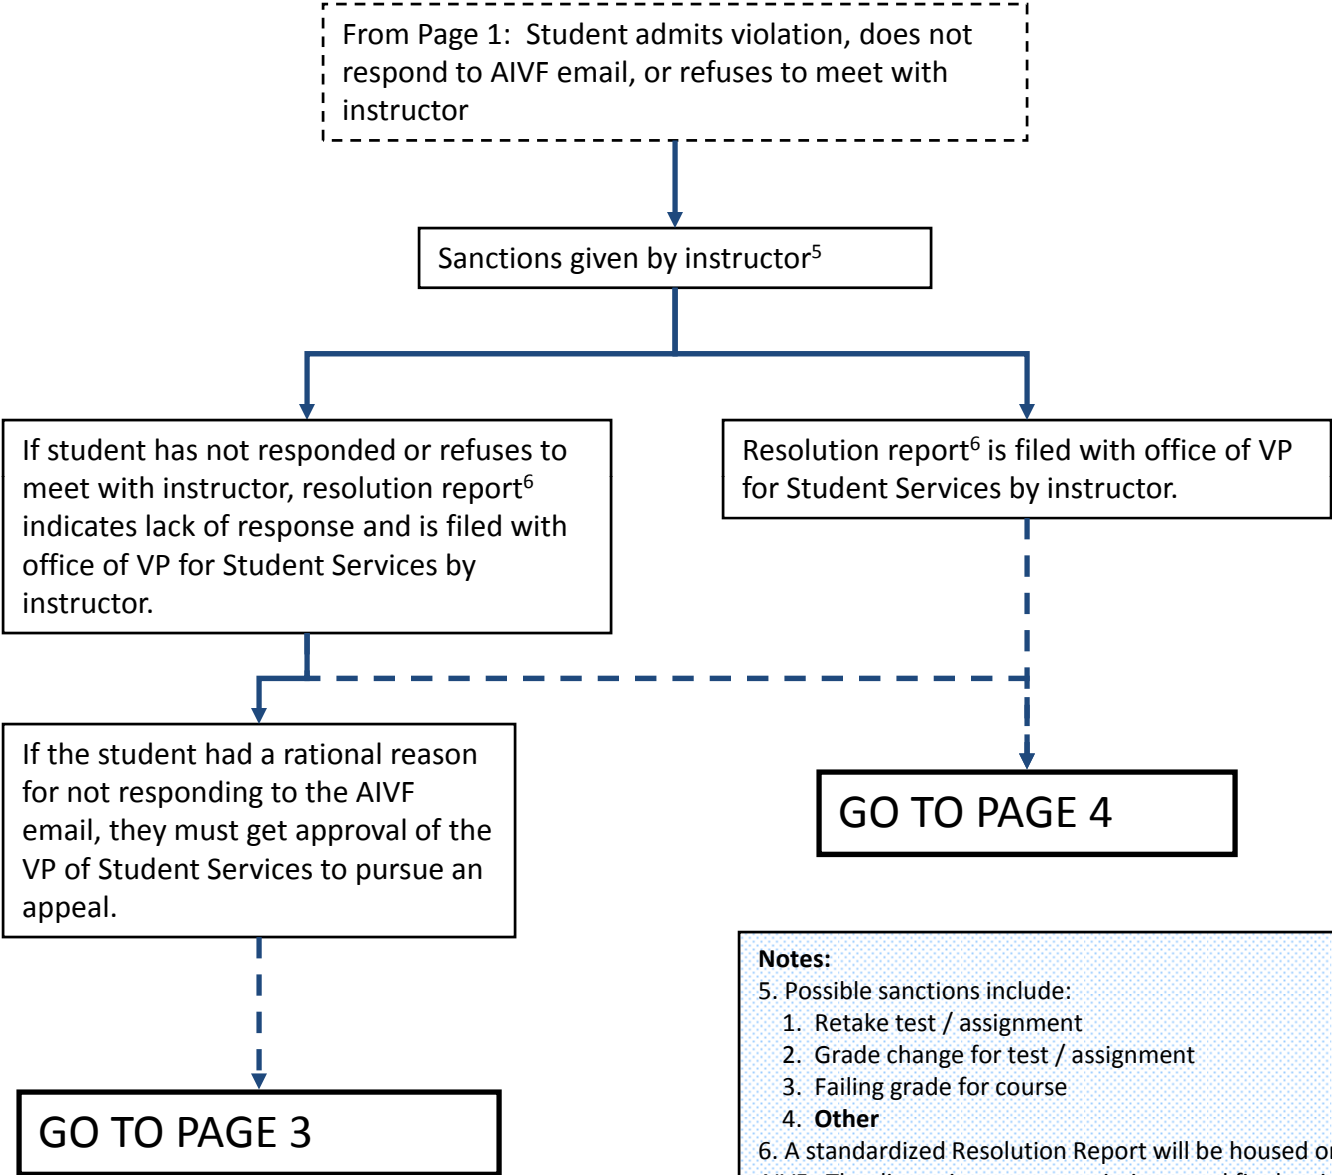 From Page 1: Student admits violation, does not
respond to AIVF email, or refuses to meet with
instructor
Sanctions given by instructor5
If student has not responded or refuses to
meet with instructor, resolution report6
indicates lack of response and is filed with
office of VP for Student Services by
instructor.
Resolution report6 is filed with office of VP
for Student Services by instructor.
If the student had a rational reason
for not responding to the AIVF
email, they must get approval of the
VP of Student Services to pursue an
appeal.
GO TO PAGE 4
GO TO PAGE 3
Notes:
5. Possible sanctions include:
1. Retake test / assignment
2. Grade change for test / assignment
3. Failing grade for course
4. Other
6. A standardized Resolution Report will be housed